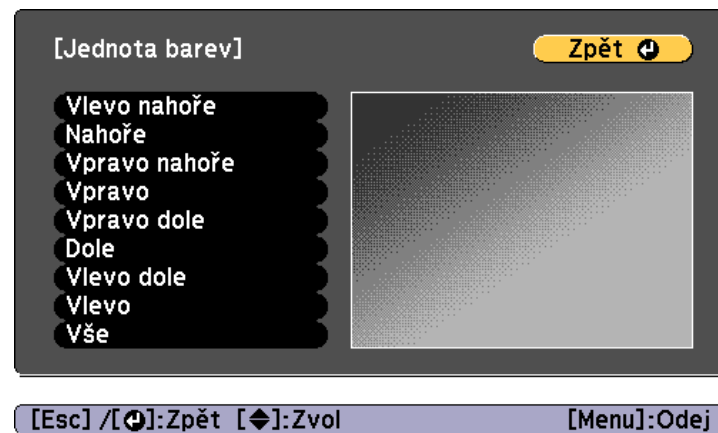 [Jednota barev]
Zpět
Vlevo nahoře
Nahoře
Vpravo nahoře
Vpravo
Vpravo dole
Dole
Vlevo dole
Vlevo
Vše
[Esc] /[⏎]:Zpět [◆]:Zvol [Menu]:Odej